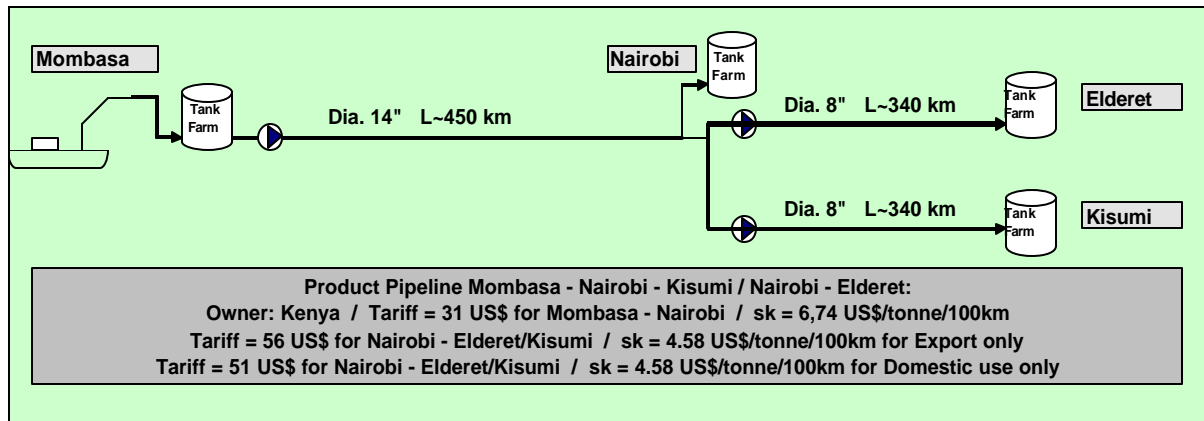 Mombasa
Nairobi
Tank
Farm
Tank
Farm
Dia. 14" L~450 km
Dia. 8" L~340 km
Tank
Farm
Elderet
Dia. 8" L~340 km
Tank
Farm
Kisumi
Product Pipeline Mombasa - Nairobi - Kisumi / Nairobi - Elderet:
Owner: Kenya / Tariff = 31 US$ for Mombasa - Nairobi / sk = 6,74 US$/tonne/100km
Tariff = 56 US$ for Nairobi - Elderet/Kisumi / sk = 4.58 US$/tonne/100km for Export only
Tariff = 51 US$ for Nairobi - Elderet/Kisumi / sk = 4.58 US$/tonne/100km for Domestic use only